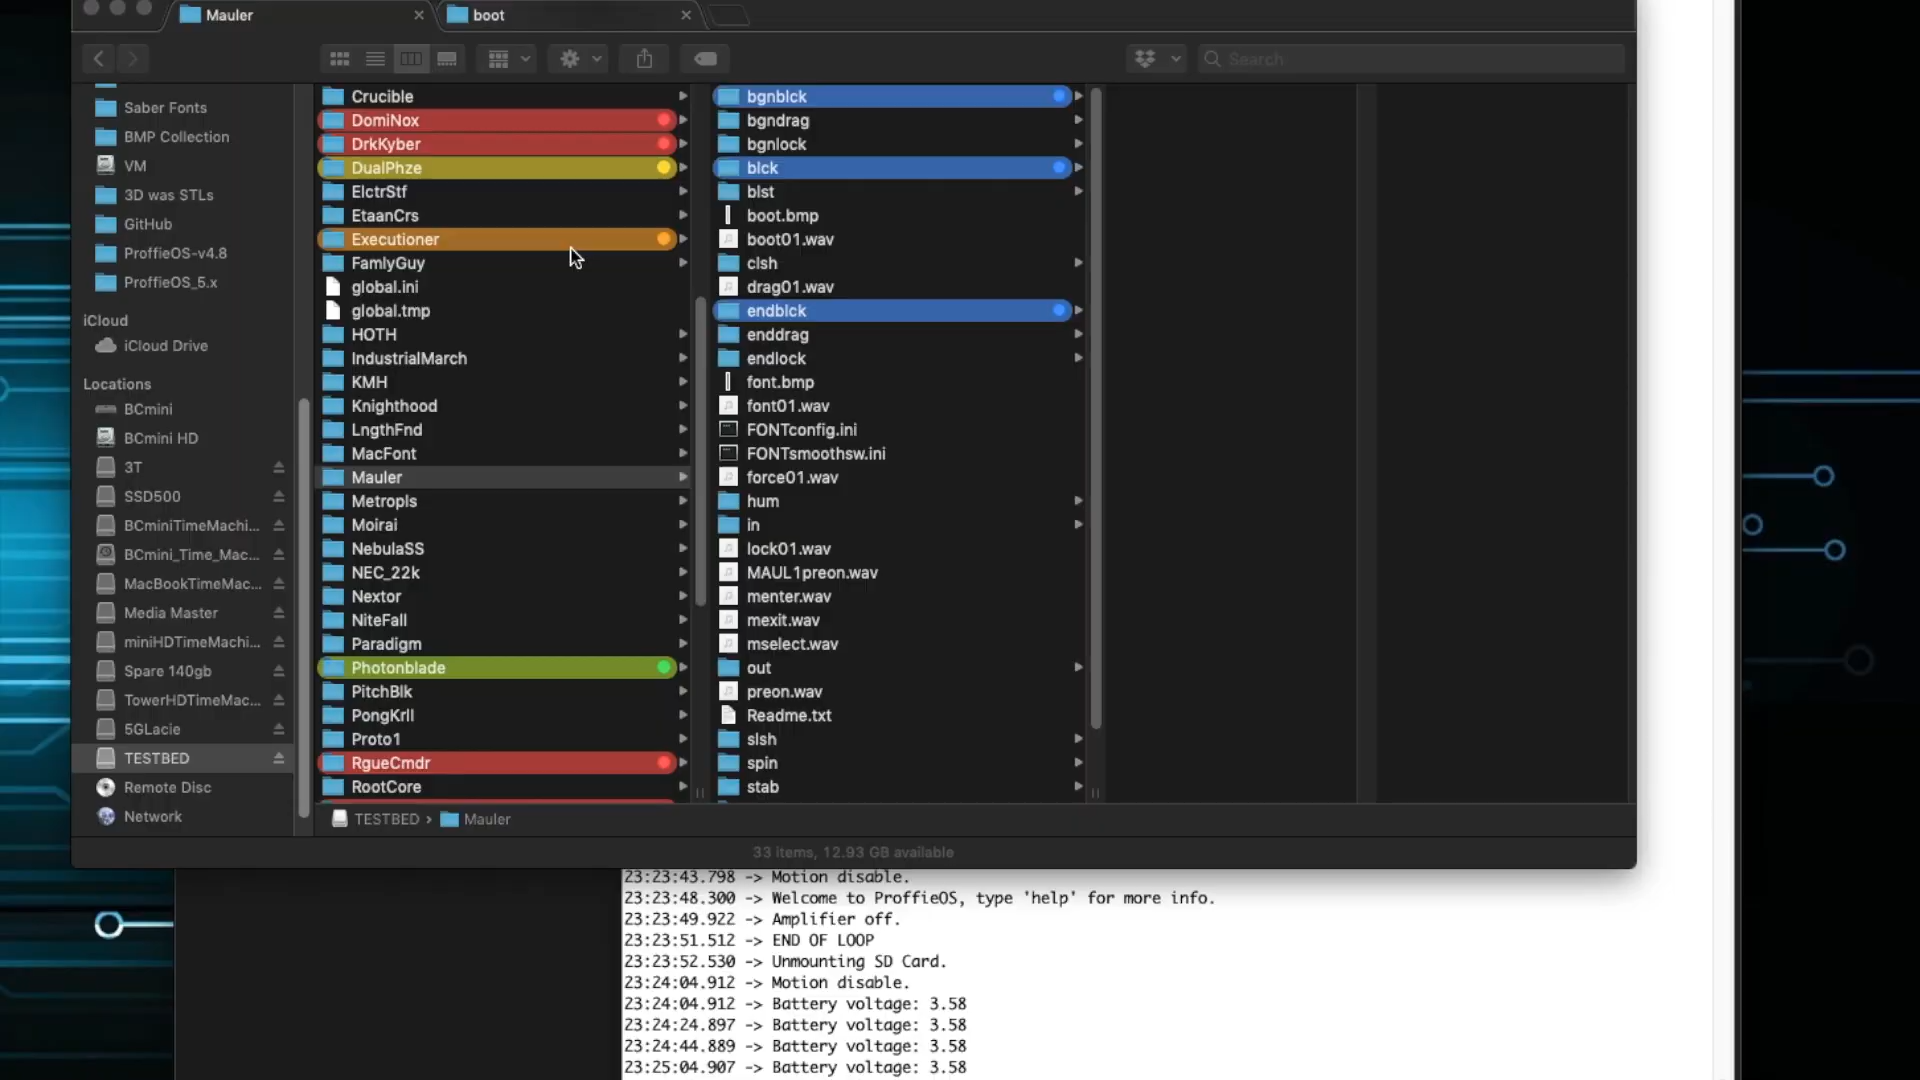 Mauler
boot
Search
Saber Fonts
BMP Collection
VM
3D was STLs
GitHub
ProffieOS-v4.8
ProffieOS_5.x
iCloud
iCloud Drive
Locations
BCmini
BCmini HD
3T
SSD500
BCminiTimeMachi...
BCmini_Time_Mac...
MacBookTimeMac...
Media Master
miniHDTimeMachi...
Spare 140gb
TowerHDTimeMac...
5GLacie
TESTBED
Remote Disc
Network
Crucible
DomiNox
DrkKyber
DualPhze
ElctrStf
EtaanCrs
Executioner
FamlyGuy
global.ini
global.tmp
HOTH
IndustrialMarch
KMH
Knighthood
LngthFnd
MacFont
Mauler
Metropls
Moirai
NebulaSS
NEC_22k
Nextor
NiteFall
Paradigm
Photonblade
PitchBlk
PongKrll
Proto1
RgueCmdr
RootCore
bgnblck
bgndrag
bgnlock
blck
blst
boot.bmp
boot01.wav
clsh
drag01.wav
endblck
enddrag
endlock
font.bmp
font01.wav
FONTconfig.ini
FONTsmoothsw.ini
force01.wav
hum
in
lock01.wav
MAUL1preon.wav
menter.wav
mexit.wav
mselect.wav
out
preon.wav
Readme.txt
slsh
spin
stab
TESTBED › Mauler
33 items, 12.93 GB available
23:23:43.798 -> Motion disable.
23:23:48.300 -> Welcome to ProffieOS, type 'help' for more info.
23:23:49.922 -> Amplifier off.
23:23:51.512 -> END OF LOOP
23:23:52.530 -> Unmounting SD Card.
23:24:04.912 -> Motion disable.
23:24:04.912 -> Battery voltage: 3.58
23:24:24.897 -> Battery voltage: 3.58
23:24:44.889 -> Battery voltage: 3.58
23:25:04.907 -> Battery voltage: 3.58